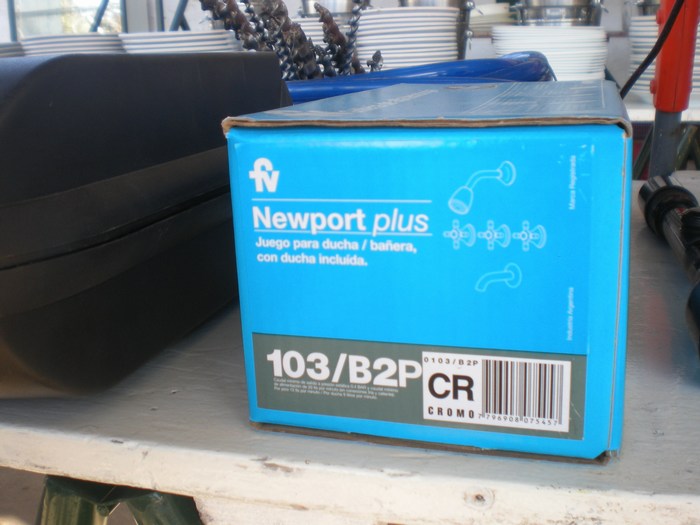 fv
Newport plus
Juego para ducha / bañera,
con ducha incluída.
Marca Registrada
Industria Argentina
103/B2P
0103/B2P
CR
CROMO
7794908075457